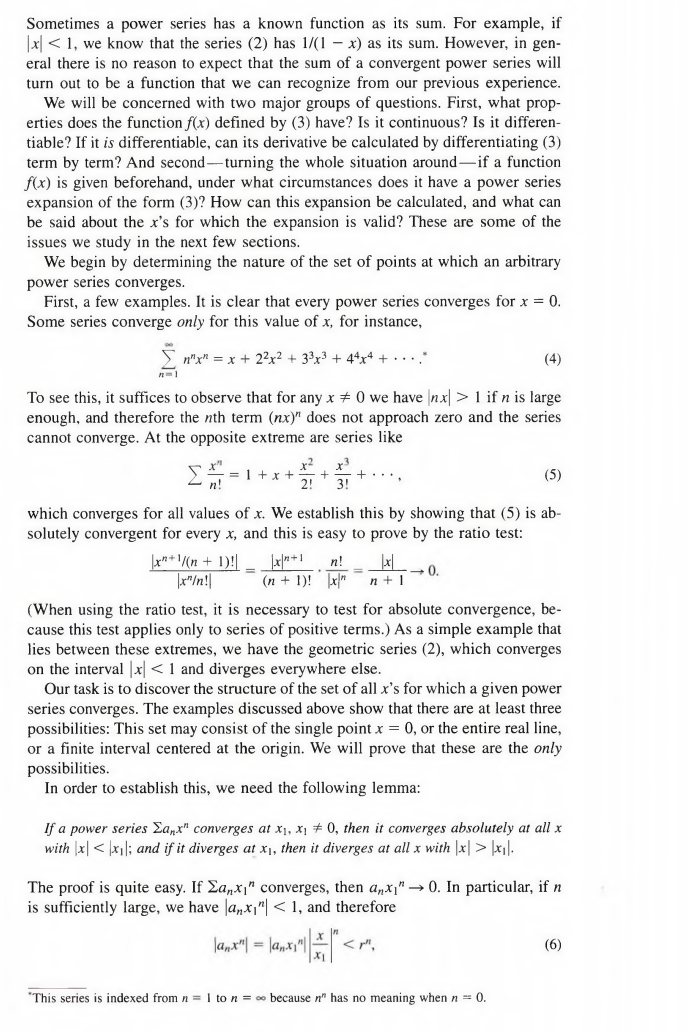 Sometimes a power series has a known function as its sum. For example, if
|x| < 1, we know that the series (2) has 1/(1 − x) as its sum. However, in gen-
eral there is no reason to expect that the sum of a convergent power series will
turn out to be a function that we can recognize from our previous experience.
We will be concerned with two major groups of questions. First, what prop-
erties does the function f(x) defined by (3) have? Is it continuous? Is it differen-
tiable? If it is differentiable, can its derivative be calculated by differentiating (3)
term by term? And second—turning the whole situation around—if a function
f(x) is given beforehand, under what circumstances does it have a power series
expansion of the form (3)? How can this expansion be calculated, and what can
be said about the x's for which the expansion is valid? These are some of the
issues we study in the next few sections.
We begin by determining the nature of the set of points at which an arbitrary
power series converges.
First, a few examples. It is clear that every power series converges for x = 0.
Some series converge only for this value of x, for instance,
∑_{n=1}^{∞} nⁿxⁿ = x + 2²x² + 3³x³ + 4⁴x⁴ + · · · .* (4)
To see this, it suffices to observe that for any x ≠ 0 we have |nx| > 1 if n is large
enough, and therefore the nth term (nx)ⁿ does not approach zero and the series
cannot converge. At the opposite extreme are series like
∑ xⁿ/n! = 1 + x + x²/2! + x³/3! + · · · , (5)
which converges for all values of x. We establish this by showing that (5) is ab-
solutely convergent for every x, and this is easy to prove by the ratio test:
|xⁿ⁺¹/(n + 1)!| / |xⁿ/n!| = |x|ⁿ⁺¹/(n + 1)! · n!/|x|ⁿ = |x|/(n + 1) → 0.
(When using the ratio test, it is necessary to test for absolute convergence, be-
cause this test applies only to series of positive terms.) As a simple example that
lies between these extremes, we have the geometric series (2), which converges
on the interval |x| < 1 and diverges everywhere else.
Our task is to discover the structure of the set of all x's for which a given power
series converges. The examples discussed above show that there are at least three
possibilities: This set may consist of the single point x = 0, or the entire real line,
or a finite interval centered at the origin. We will prove that these are the only
possibilities.
In order to establish this, we need the following lemma:
If a power series Σaₙxⁿ converges at x₁, x₁ ≠ 0, then it converges absolutely at all x
with |x| < |x₁|; and if it diverges at x₁, then it diverges at all x with |x| > |x₁|.
The proof is quite easy. If Σaₙx₁ⁿ converges, then aₙx₁ⁿ → 0. In particular, if n
is sufficiently large, we have |aₙx₁ⁿ| < 1, and therefore
|aₙxⁿ| = |aₙx₁ⁿ| |x/x₁|ⁿ < rⁿ, (6)
*This series is indexed from n = 1 to n = ∞ because nⁿ has no meaning when n = 0.